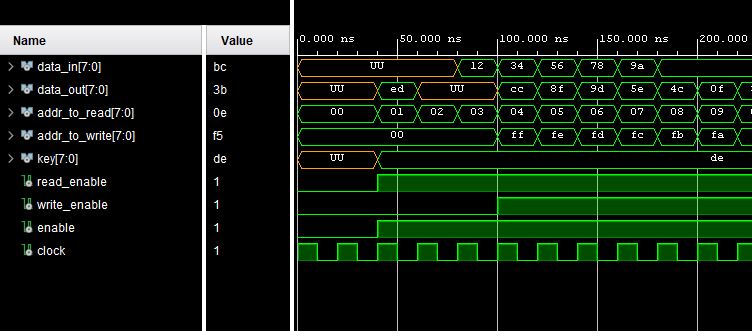 Name Value 0.000 ns 50.000 ns 100.000 ns 150.000 ns 200.000
data_in[7:0] bc UU 12 34 56 78 9a
data_out[7:0] 3b UU ed UU cc 8f 9d 5e 4c 0f
addr_to_read[7:0] 0e 00 01 02 03 04 05 06 07 08 09
addr_to_write[7:0] f5 00 ff fe fd fc fb fa
key[7:0] de UU de
read_enable 1
write_enable 1
enable 1
clock 1